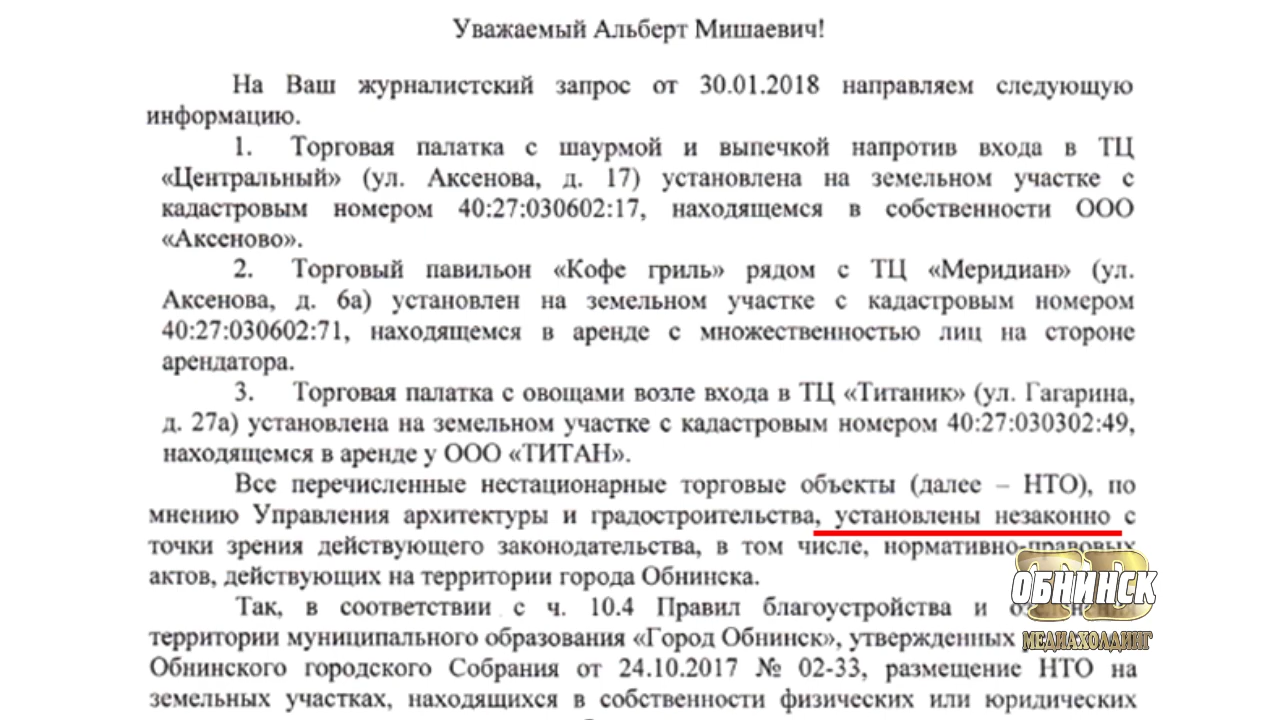 Уважаемый Альберт Мишаевич!
На Ваш журналистский запрос от 30.01.2018 направляем следующую
информацию.
1. Торговая палатка с шаурмой и выпечкой напротив входа в ТЦ
«Центральный» (ул. Аксенова, д. 17) установлена на земельном участке с
кадастровым номером 40:27:030602:17, находящемся в собственности ООО
«Аксеново».
2. Торговый павильон «Кофе гриль» рядом с ТЦ «Меридиан» (ул.
Аксенова, д. 6а) установлен на земельном участке с кадастровым номером
40:27:030602:71, находящемся в аренде с множественностью лиц на стороне
арендатора.
3. Торговая палатка с овощами возле входа в ТЦ «Титаник» (ул. Гагарина,
д. 27а) установлена на земельном участке с кадастровым номером 40:27:030302:49,
находящемся в аренде у ООО «ТИТАН».
Все перечисленные нестационарные торговые объекты (далее – НТО), по
мнению Управления архитектуры и градостроительства, установлены незаконно с
точки зрения действующего законодательства, в том числе, нормативно-правовых
актов, действующих на территории города Обнинска.
Так, в соответствии с ч. 10.4 Правил благоустройства и
территории муниципального образования «Город Обнинск», утвержденных
Обнинского городского Собрания от 24.10.2017 № 02-33, размещение НТО на
земельных участках, находящихся в собственности физических или юридических
ОБНИНСК
МЕДИАХОЛДИНГ